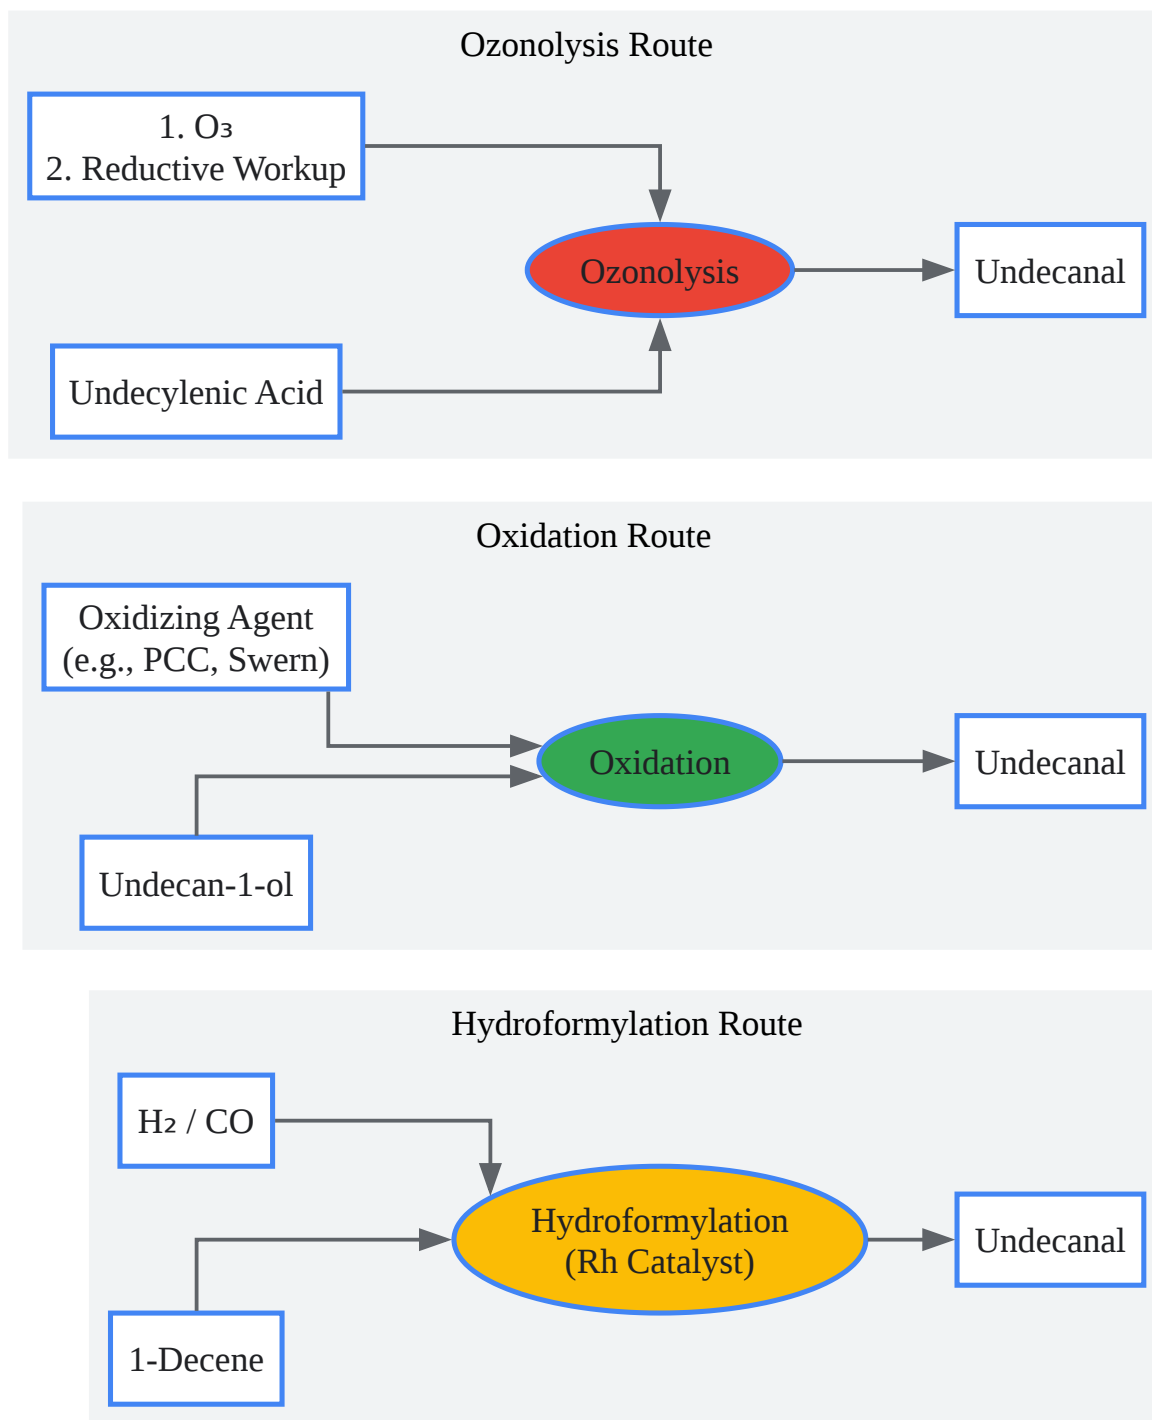 Ozonolysis Route
1. O₃
2. Reductive Workup
Ozonolysis
Undecanal
Undecylenic Acid
Oxidation Route
Oxidizing Agent
(e.g., PCC, Swern)
Oxidation
Undecanal
Undecan-1-ol
Hydroformylation Route
H₂ / CO
Hydroformylation
(Rh Catalyst)
Undecanal
1-Decene